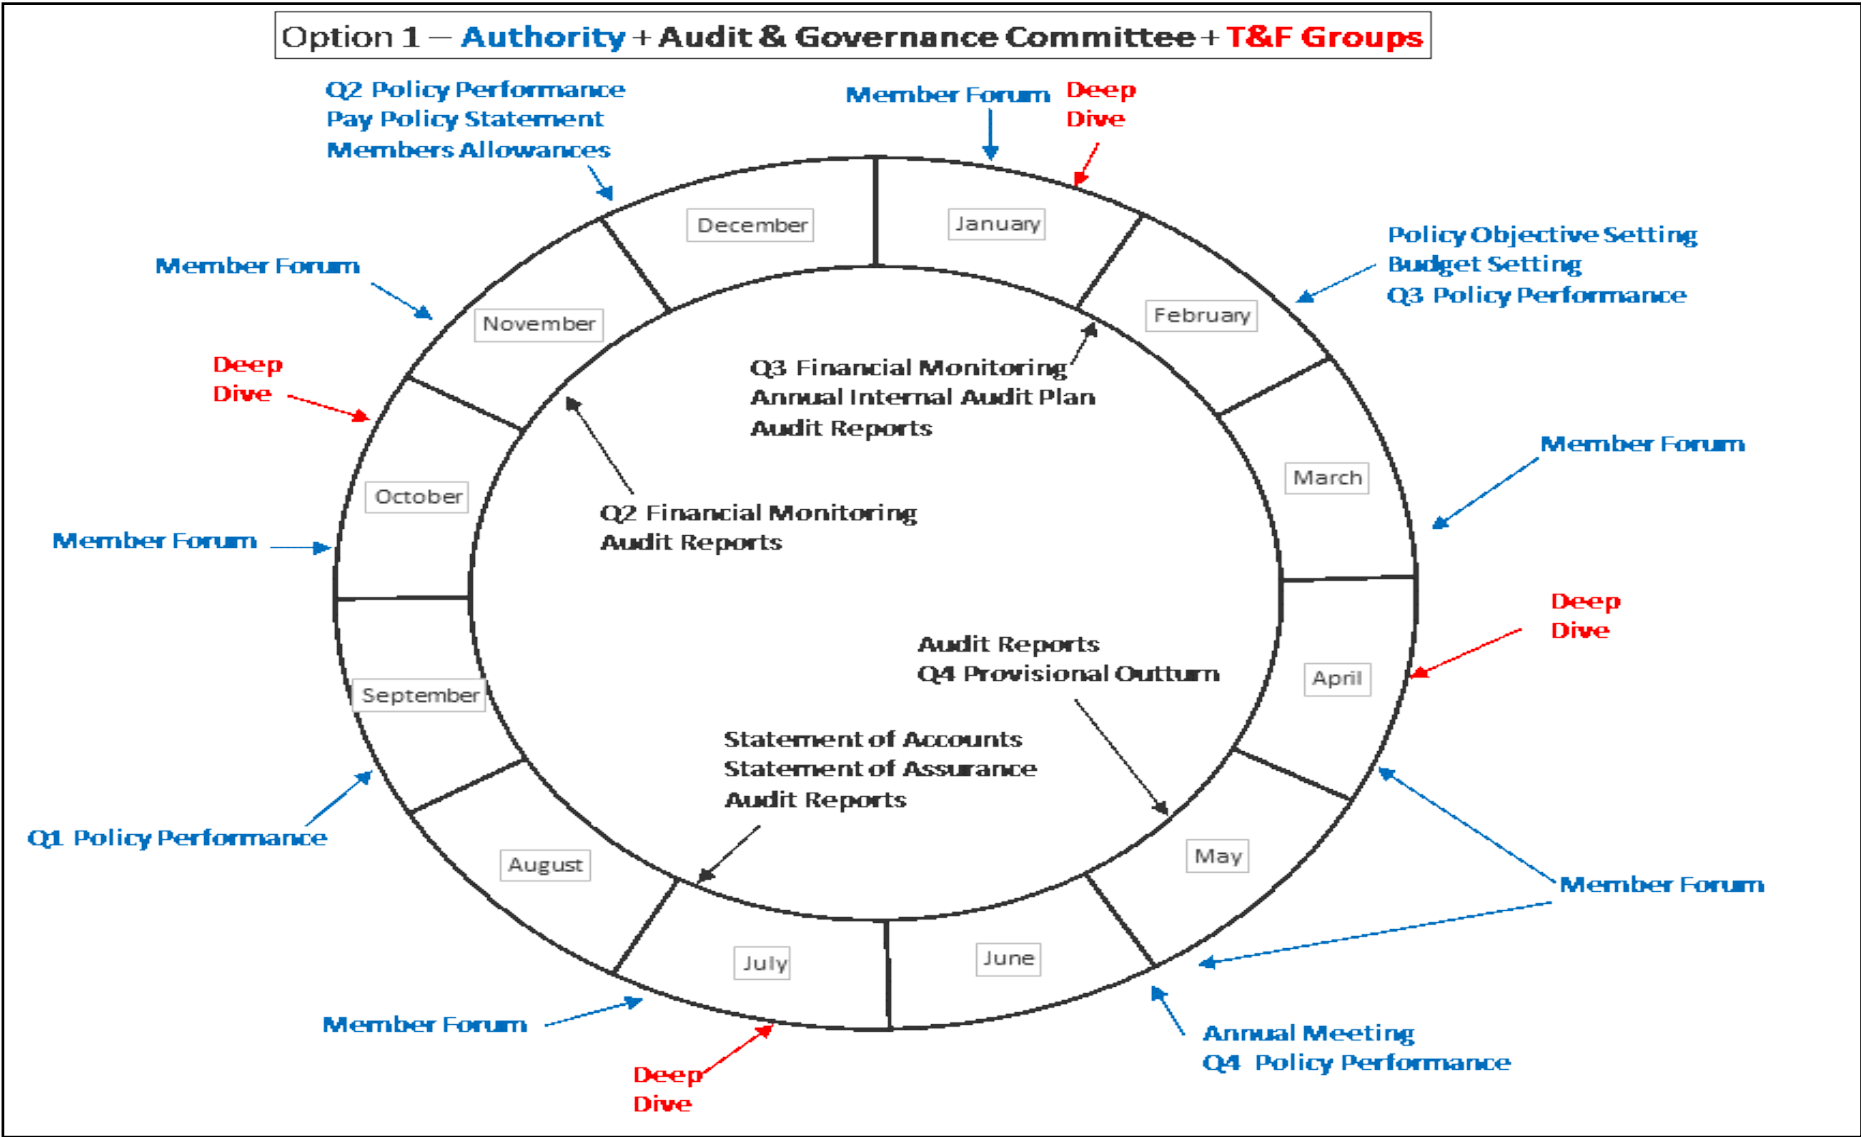 Option 1 – Authority + Audit & Governance Committee + T&F Groups
Q2 Policy Performance
Pay Policy Statement
Members Allowances
Member Forum
Deep
Dive
December
January
Policy Objective Setting
Budget Setting
Q3 Policy Performance
Member Forum
November
February
Deep
Dive
Q3 Financial Monitoring
Annual Internal Audit Plan
Audit Reports
Member Forum
March
October
Q2 Financial Monitoring
Audit Reports
Member Forum
Deep
Dive
Audit Reports
Q4 Provisional Outturn
April
September
Statement of Accounts
Statement of Assurance
Audit Reports
Q1 Policy Performance
August
May
Member Forum
July
June
Member Forum
Annual Meeting
Q4 Policy Performance
Deep
Dive